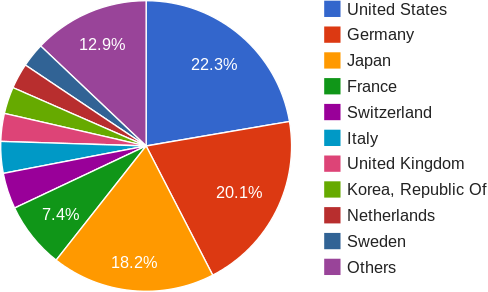 22.3%
20.1%
18.2%
7.4%
12.9%
United States
Germany
Japan
France
Switzerland
Italy
United Kingdom
Korea, Republic Of
Netherlands
Sweden
Others